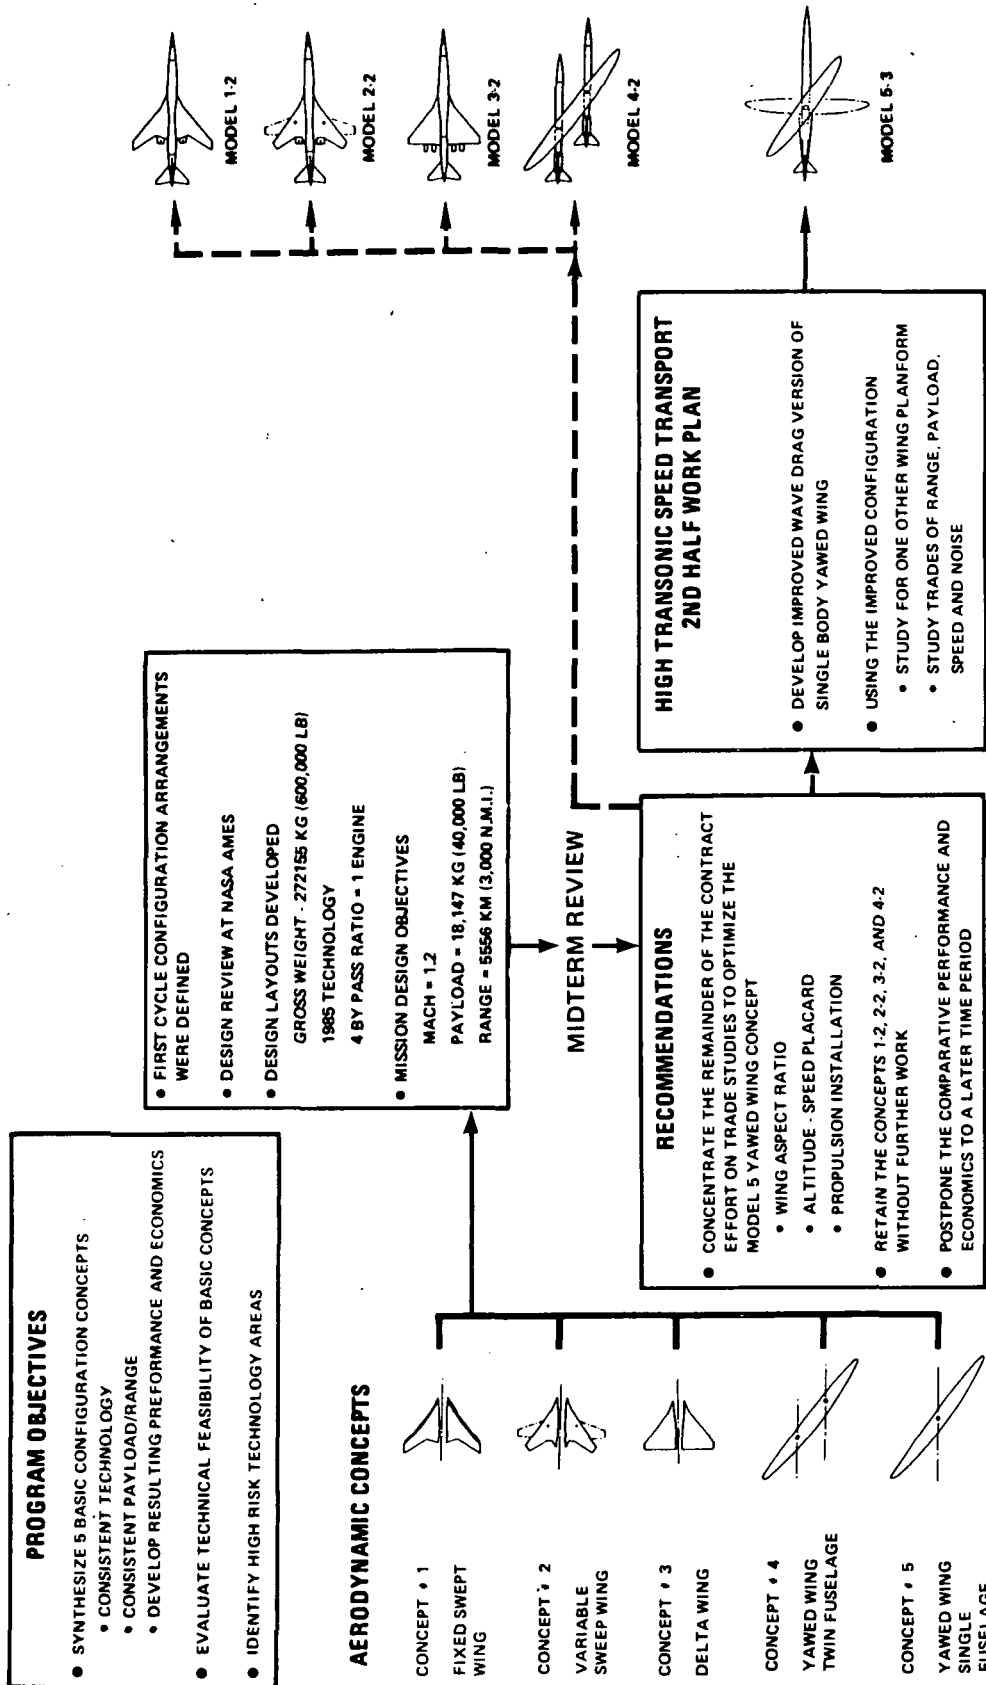 PROGRAM OBJECTIVES
● SYNTHESIZE 5 BASIC CONFIGURATION CONCEPTS
• CONSISTENT TECHNOLOGY
• CONSISTENT PAYLOAD/RANGE
• DEVELOP RESULTING PREFORMANCE AND ECONOMICS
● EVALUATE TECHNICAL FEASIBILITY OF BASIC CONCEPTS
● IDENTIFY HIGH RISK TECHNOLOGY AREAS
AERODYNAMIC CONCEPTS
CONCEPT # 1
FIXED SWEPT
WING
CONCEPT # 2
VARIABLE
SWEEP WING
CONCEPT # 3
DELTA WING
CONCEPT # 4
YAWED WING
TWIN FUSELAGE
CONCEPT # 5
YAWED WING
SINGLE
FUSELAGE
● FIRST CYCLE CONFIGURATION ARRANGEMENTS
WERE DEFINED
● DESIGN REVIEW AT NASA AMES
● DESIGN LAYOUTS DEVELOPED
GROSS WEIGHT - 272155 KG (600,000 LB)
1985 TECHNOLOGY
4 BY PASS RATIO = 1 ENGINE
● MISSION DESIGN OBJECTIVES
MACH = 1.2
PAYLOAD = 18,147 KG (40,000 LB)
RANGE = 5556 KM (3,000 N.M.I.)
MIDTERM REVIEW
RECOMMENDATIONS
● CONCENTRATE THE REMAINDER OF THE CONTRACT
EFFORT ON TRADE STUDIES TO OPTIMIZE THE
MODEL 5 YAWED WING CONCEPT
• WING ASPECT RATIO
• ALTITUDE - SPEED PLACARD
• PROPULSION INSTALLATION
● RETAIN THE CONCEPTS 1-2, 2-2, 3-2, AND 4-2
WITHOUT FURTHER WORK
● POSTPONE THE COMPARATIVE PERFORMANCE AND
ECONOMICS TO A LATER TIME PERIOD
HIGH TRANSONIC SPEED TRANSPORT
2ND HALF WORK PLAN
● DEVELOP IMPROVED WAVE DRAG VERSION OF
SINGLE BODY YAWED WING
● USING THE IMPROVED CONFIGURATION
• STUDY FOR ONE OTHER WING PLANFORM
• STUDY TRADES OF RANGE, PAYLOAD,
SPEED AND NOISE
MODEL 1-2
MODEL 2-2
MODEL 3-2
MODEL 4-2
MODEL 5-3